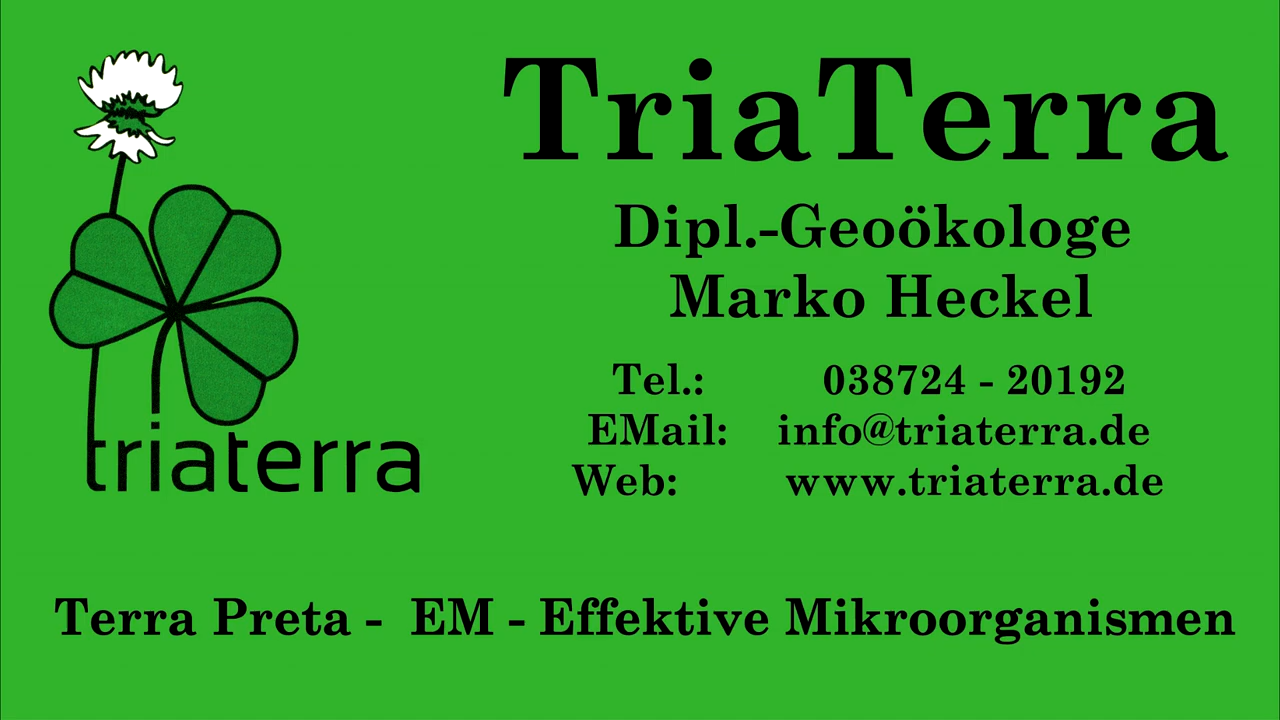 TriaTerra
Dipl.-Geoökologe
Marko Heckel
Tel.: 038724 - 20192
EMail: info@triaterra.de
Web: www.triaterra.de
triaterra
Terra Preta - EM - Effektive Mikroorganismen